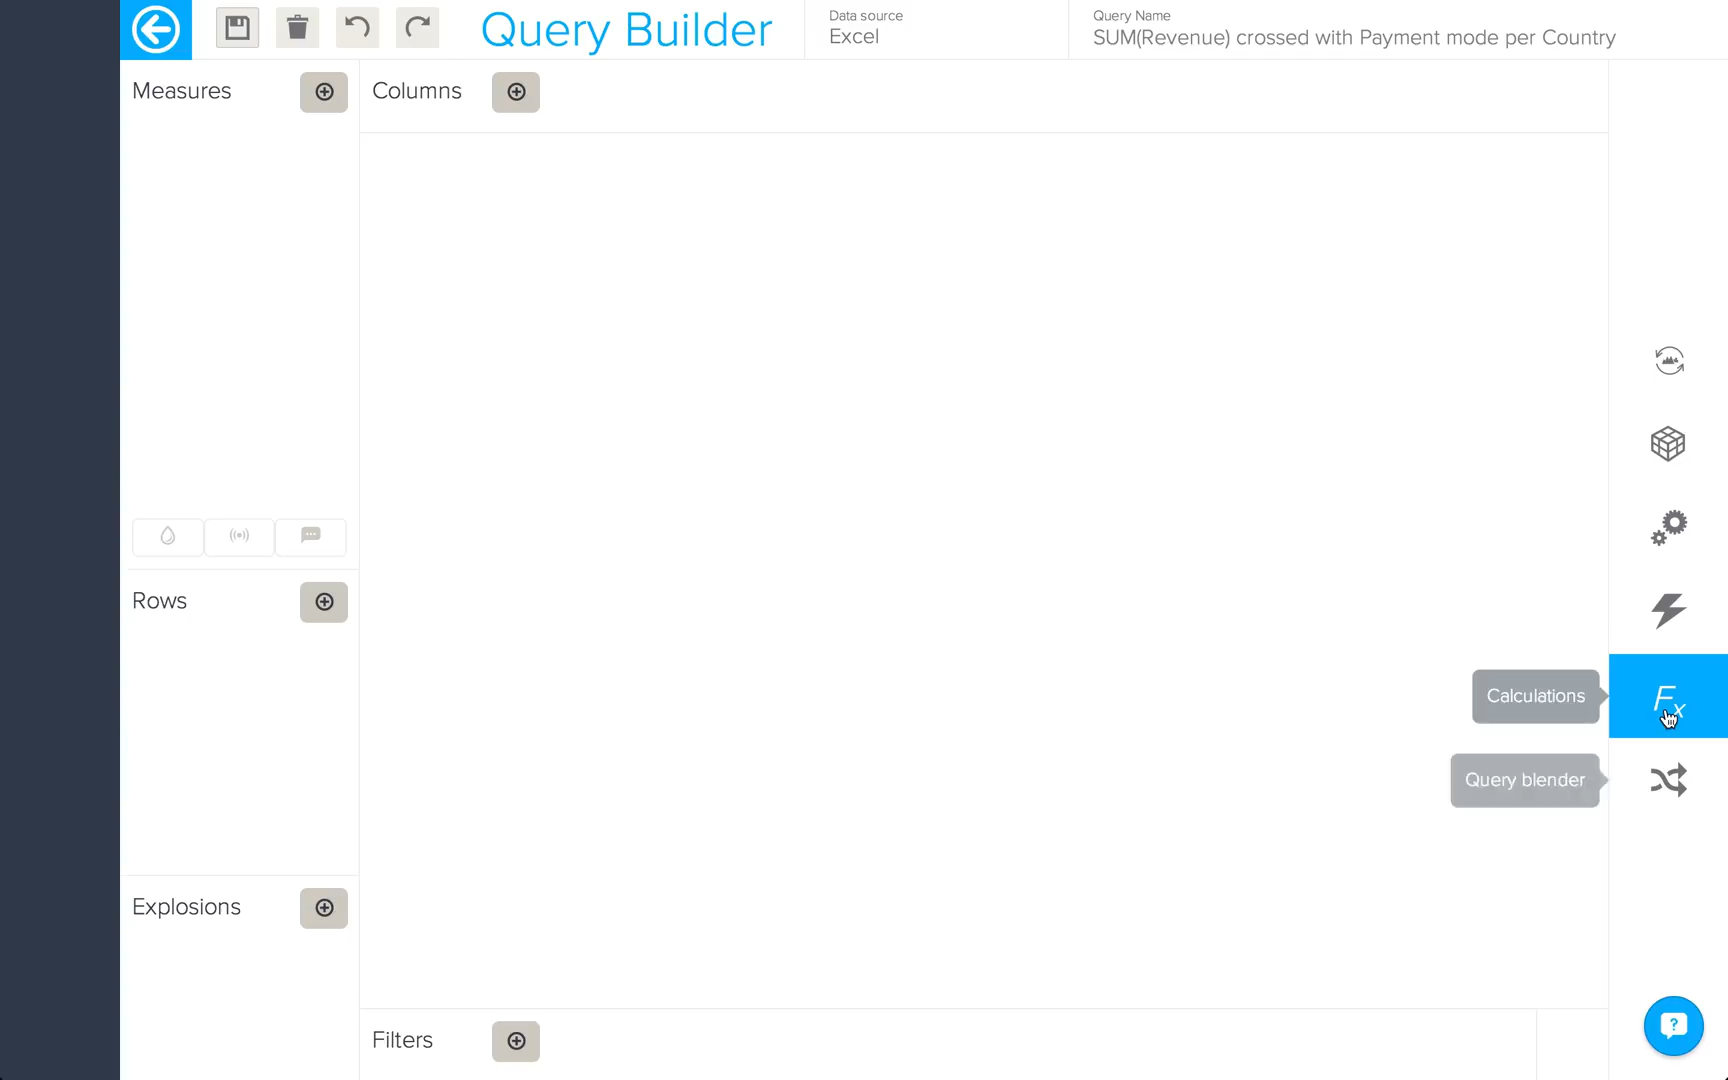 Query Builder
Data source
Excel
Query Name
SUM(Revenue) crossed with Payment mode per Country
Measures
Columns
Rows
Calculations
Fx
Query blender
Explosions
Filters
?